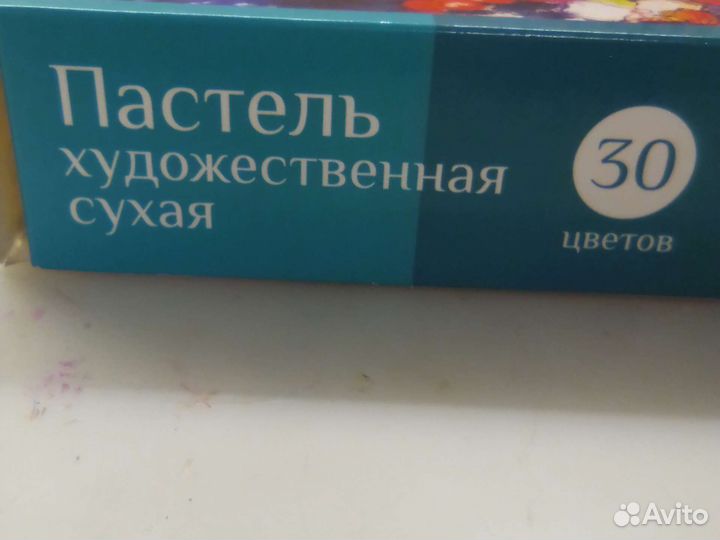 Пастель
художественная
сухая
30
цветов
Avito